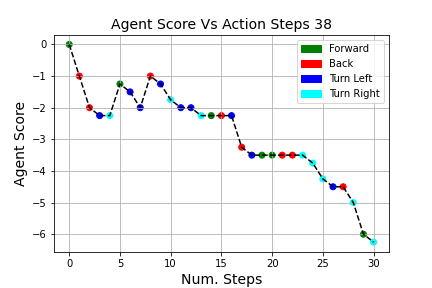 Agent Score Vs Action Steps 38
Forward
Back
Turn Left
Turn Right
Agent Score
0
−1
−2
−3
−4
−5
−6
0 5 10 15 20 25 30
Num. Steps